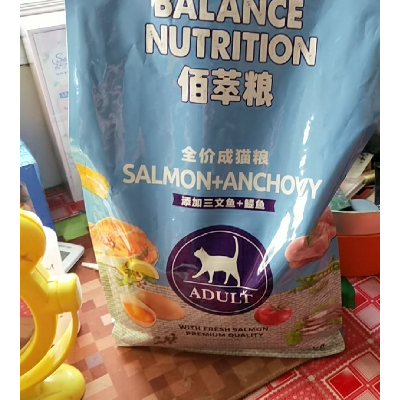 BALANCE
NUTRITION
佰萃粮
全价成猫粮
SALMON+ANCHOVY
添加三文鱼+鳀鱼
ADULT
WITH FRESH SALMON
PREMIUM QUALITY